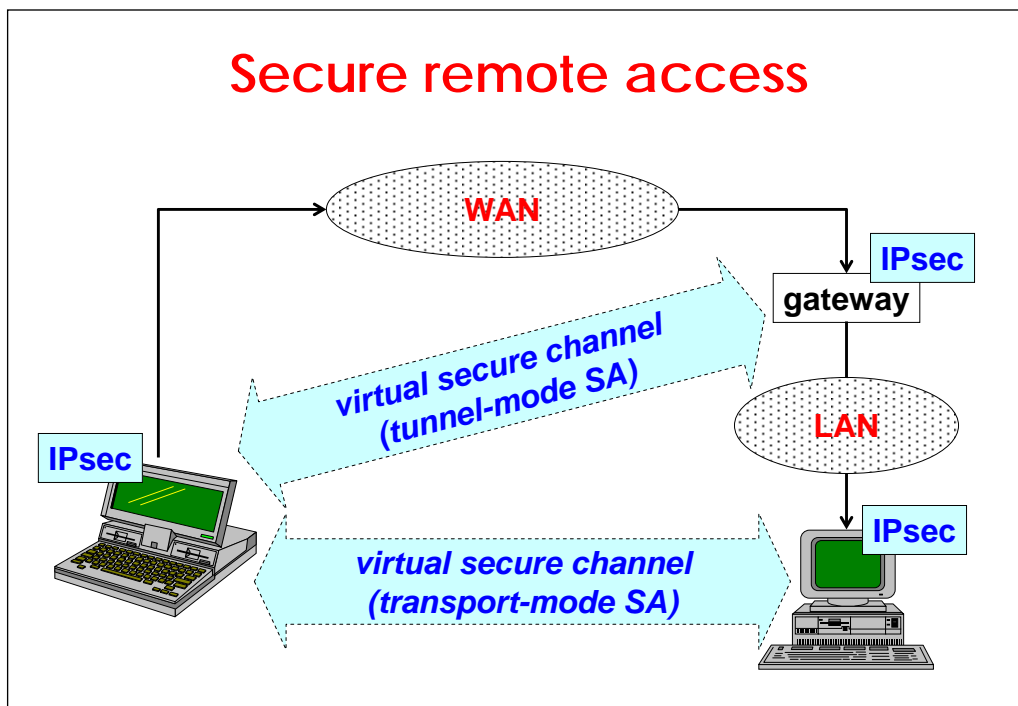 Secure remote access
WAN
IPsec
gateway
virtual secure channel
(tunnel-mode SA)
LAN
IPsec
IPsec
virtual secure channel
(transport-mode SA)